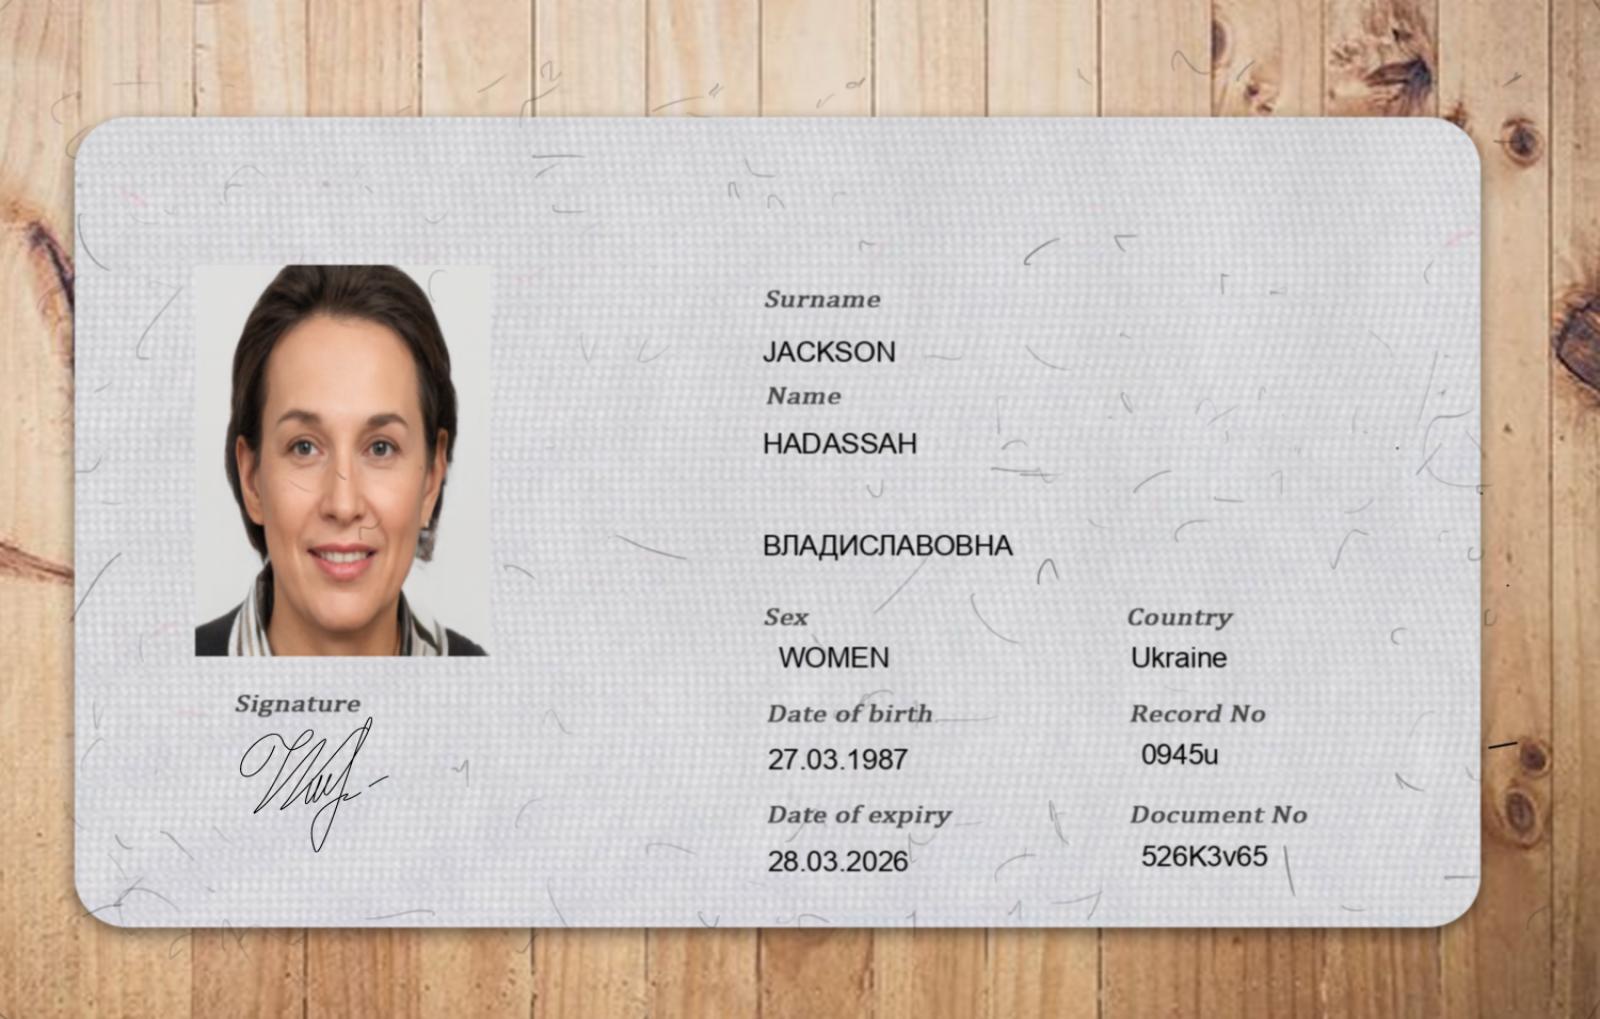 Surname
JACKSON
Name
HADASSAH
ВЛАДИСЛАВОВНА
Sex
Country
WOMEN
Ukraine
Date of birth
Record No
27.03.1987
0945u
Date of expiry
Document No
28.03.2026
526K3v65
Signature